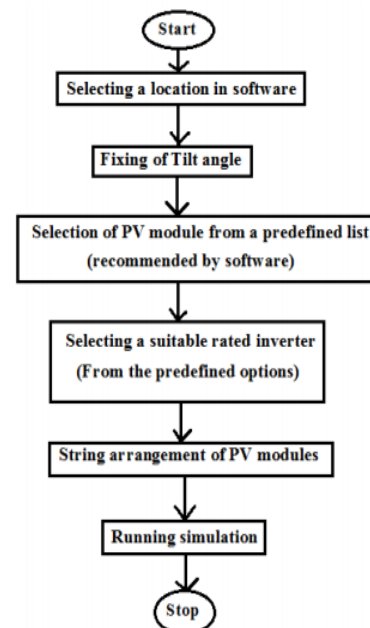 Start
Selecting a location in software
Fixing of Tilt angle
Selection of PV module from a predefined list
(recommended by software)
Selecting a suitable rated inverter
(From the predefined options)
String arrangement of PV modules
Running simulation
Stop